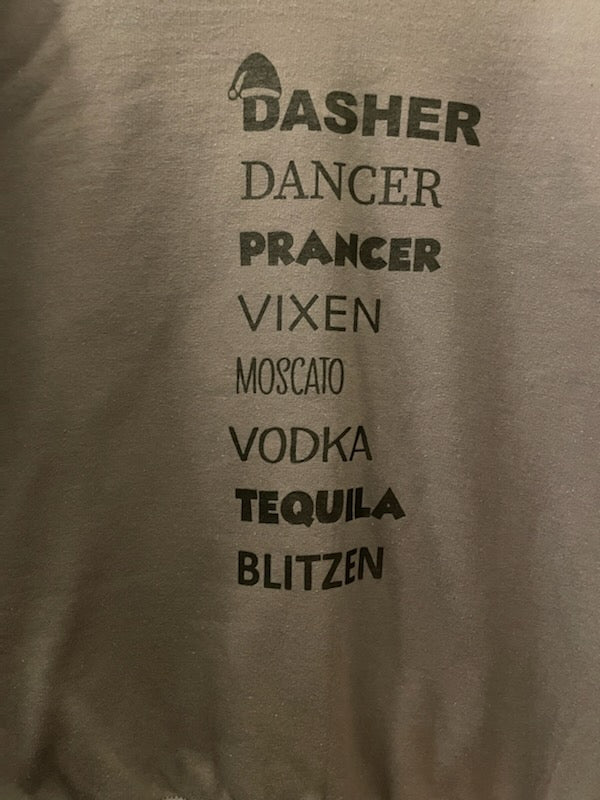 DASHER
DANCER
PRANCER
VIXEN
MOSCATO
VODKA
TEQUILA
BLITZEN